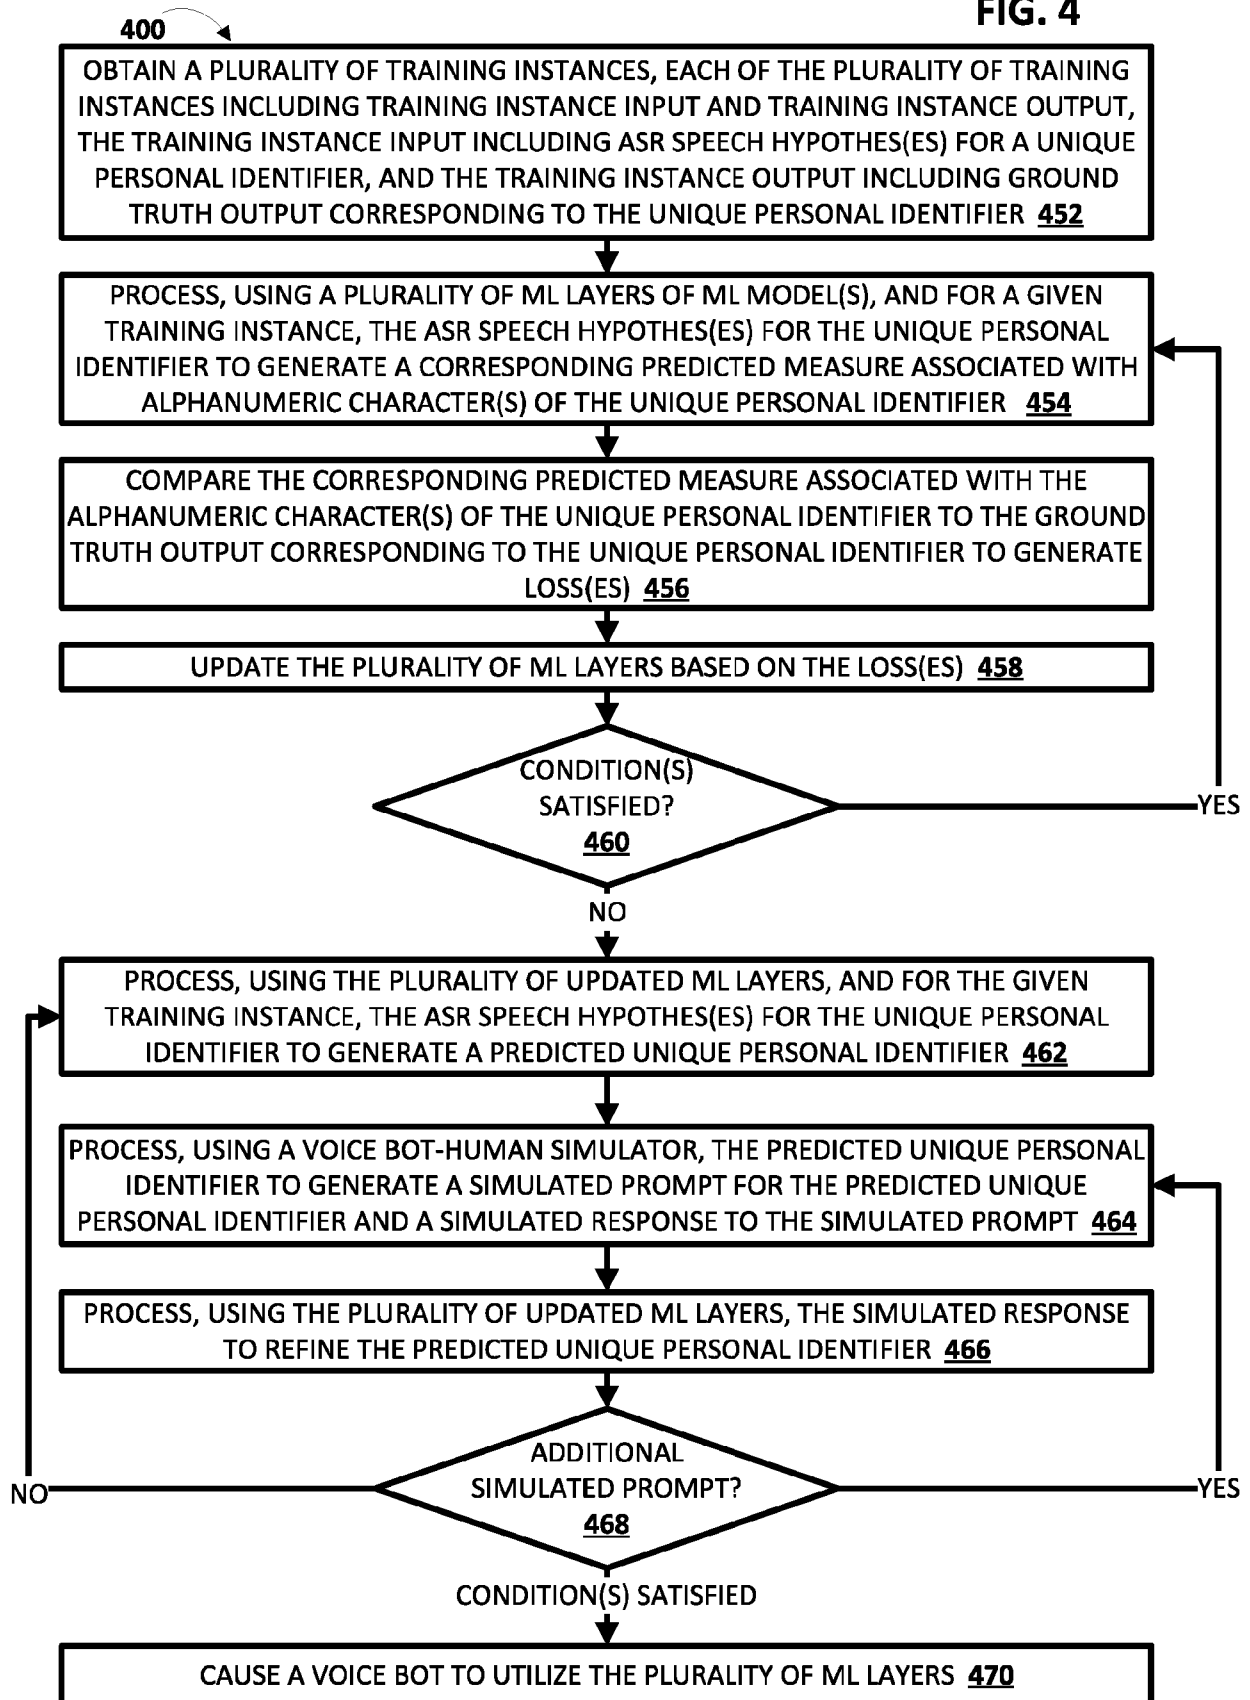 FIG. 4
400
OBTAIN A PLURALITY OF TRAINING INSTANCES, EACH OF THE PLURALITY OF TRAINING
INSTANCES INCLUDING TRAINING INSTANCE INPUT AND TRAINING INSTANCE OUTPUT,
THE TRAINING INSTANCE INPUT INCLUDING ASR SPEECH HYPOTHES(ES) FOR A UNIQUE
PERSONAL IDENTIFIER, AND THE TRAINING INSTANCE OUTPUT INCLUDING GROUND
TRUTH OUTPUT CORRESPONDING TO THE UNIQUE PERSONAL IDENTIFIER 452
PROCESS, USING A PLURALITY OF ML LAYERS OF ML MODEL(S), AND FOR A GIVEN
TRAINING INSTANCE, THE ASR SPEECH HYPOTHES(ES) FOR THE UNIQUE PERSONAL
IDENTIFIER TO GENERATE A CORRESPONDING PREDICTED MEASURE ASSOCIATED WITH
ALPHANUMERIC CHARACTER(S) OF THE UNIQUE PERSONAL IDENTIFIER 454
COMPARE THE CORRESPONDING PREDICTED MEASURE ASSOCIATED WITH THE
ALPHANUMERIC CHARACTER(S) OF THE UNIQUE PERSONAL IDENTIFIER TO THE GROUND
TRUTH OUTPUT CORRESPONDING TO THE UNIQUE PERSONAL IDENTIFIER TO GENERATE
LOSS(ES) 456
UPDATE THE PLURALITY OF ML LAYERS BASED ON THE LOSS(ES) 458
CONDITION(S)
SATISFIED?
460
YES
NO
PROCESS, USING THE PLURALITY OF UPDATED ML LAYERS, AND FOR THE GIVEN
TRAINING INSTANCE, THE ASR SPEECH HYPOTHES(ES) FOR THE UNIQUE PERSONAL
IDENTIFIER TO GENERATE A PREDICTED UNIQUE PERSONAL IDENTIFIER 462
PROCESS, USING A VOICE BOT-HUMAN SIMULATOR, THE PREDICTED UNIQUE PERSONAL
IDENTIFIER TO GENERATE A SIMULATED PROMPT FOR THE PREDICTED UNIQUE
PERSONAL IDENTIFIER AND A SIMULATED RESPONSE TO THE SIMULATED PROMPT 464
PROCESS, USING THE PLURALITY OF UPDATED ML LAYERS, THE SIMULATED RESPONSE
TO REFINE THE PREDICTED UNIQUE PERSONAL IDENTIFIER 466
ADDITIONAL
SIMULATED PROMPT?
468
NO
YES
CONDITION(S) SATISFIED
CAUSE A VOICE BOT TO UTILIZE THE PLURALITY OF ML LAYERS 470